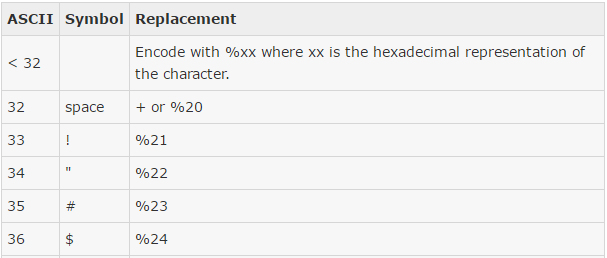 ASCII Symbol Replacement
< 32 Encode with %xx where xx is the hexadecimal representation of
the character.
32 space + or %20
33 ! %21
34 " %22
35 # %23
36 $ %24